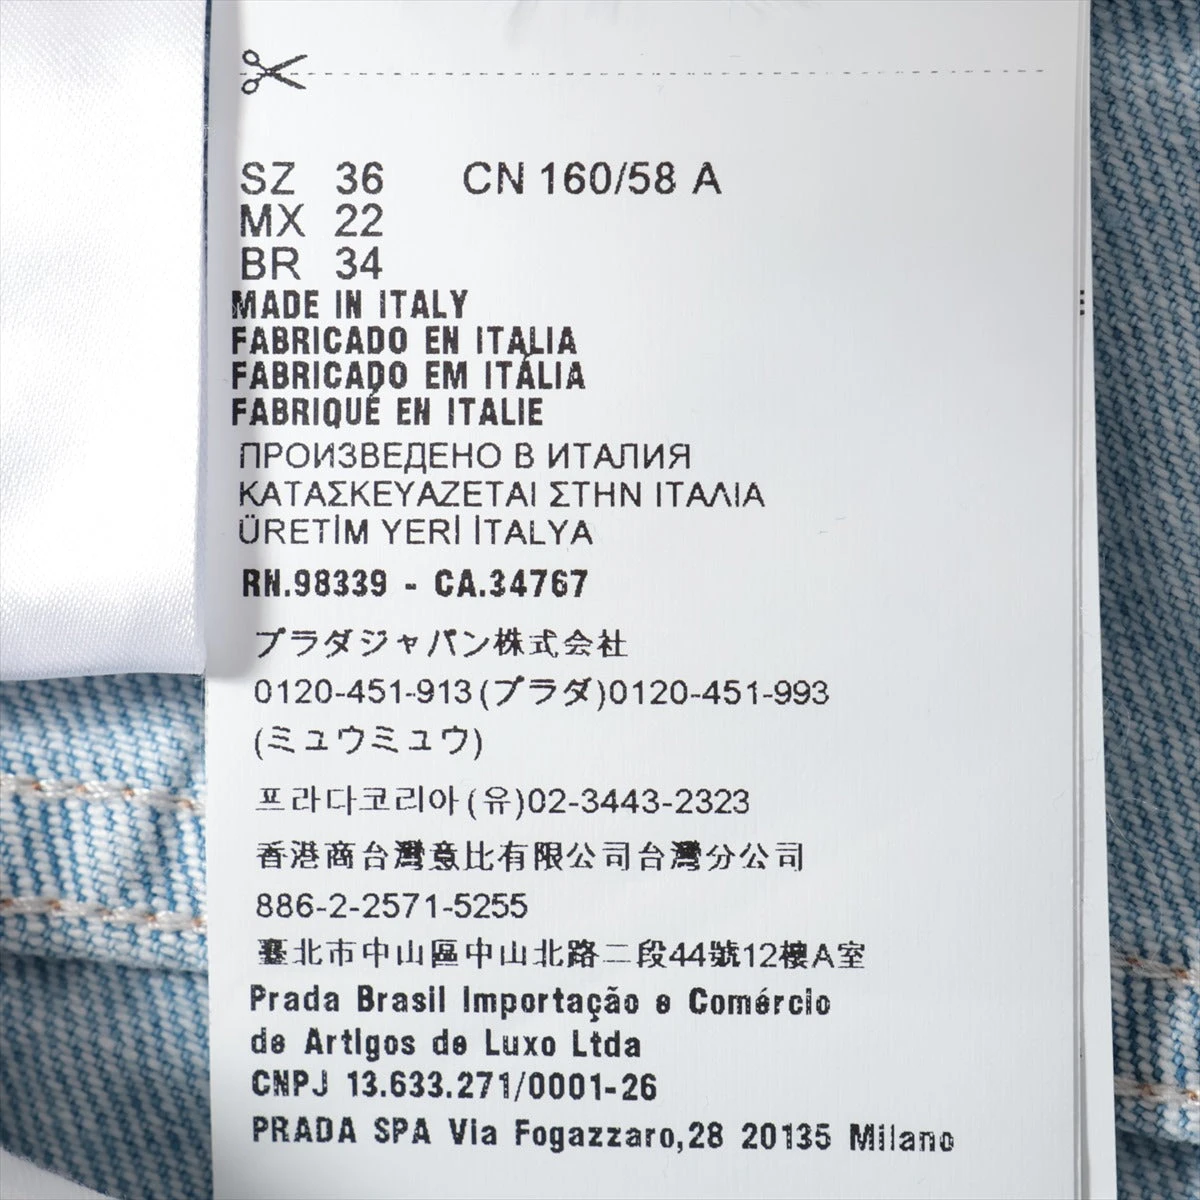 SZ 36 CN 160/58 A
MX 22
BR 34
MADE IN ITALY
FABRICADO EN ITALIA
FABRICADO EM ITÁLIA
FABRIQUÉ EN ITALIE
ПРОИЗВЕДЕНО В ИТАЛИЯ
ΚΑΤΑΣΚΕΥΑΖΕΤΑΙ ΣΤΗΝ ΙΤΑΛΙΑ
ÜRETİM YERİ İTALYA
RN.98339 - CA.34767
プラダジャパン株式会社
0120-451-913(プラダ)0120-451-993
(ミュウミュウ)
프라다코리아(유)02-3443-2323
香港商台灣意比有限公司台灣分公司
886-2-2571-5255
臺北市中山區中山北路二段44號12樓A室
Prada Brasil Importação e Comércio
de Artigos de Luxo Ltda
CNPJ 13.633.271/0001-26
PRADA SPA Via Fogazzaro,28 20135 Milano